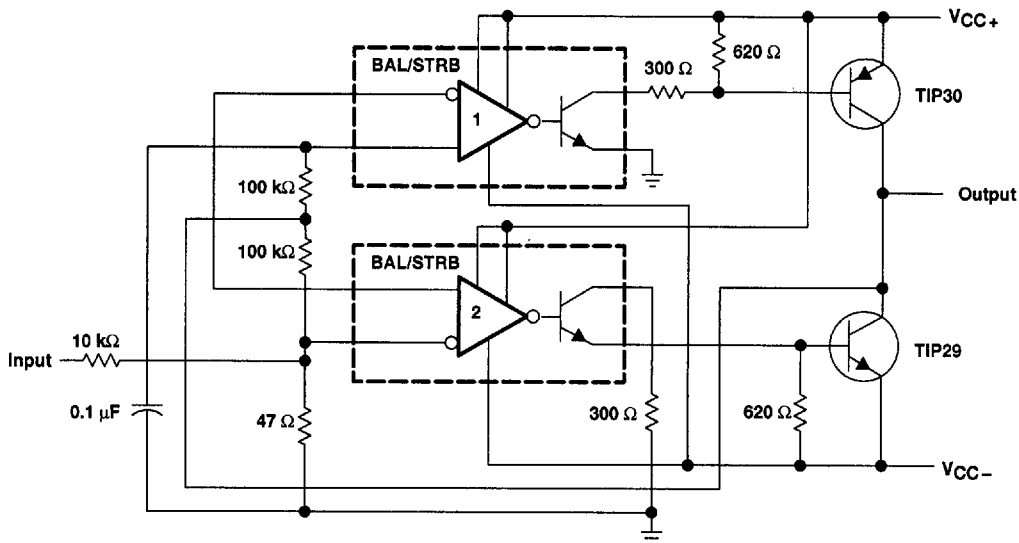 VCC+
BAL/STRB
620 Ω
300 Ω
TIP30
1
100 kΩ
Output
100 kΩ
BAL/STRB
2
10 kΩ
Input
TIP29
0.1 µF
47 Ω
300 Ω
620 Ω
VCC−